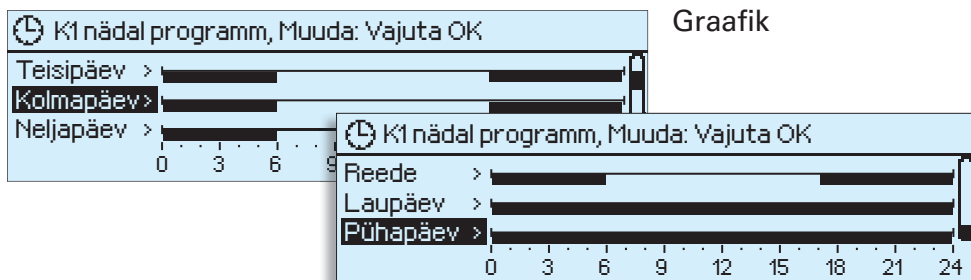 Graafik
K1 nädal programm, Muuda: Vajuta OK
Teisipäev >
Kolmapäev>
Neljapäev >
0 3 6 9
K1 nädal programm, Muuda: Vajuta OK
Reede >
Laupäev >
Pühapäev >
0 3 6 9 12 15 18 21 24